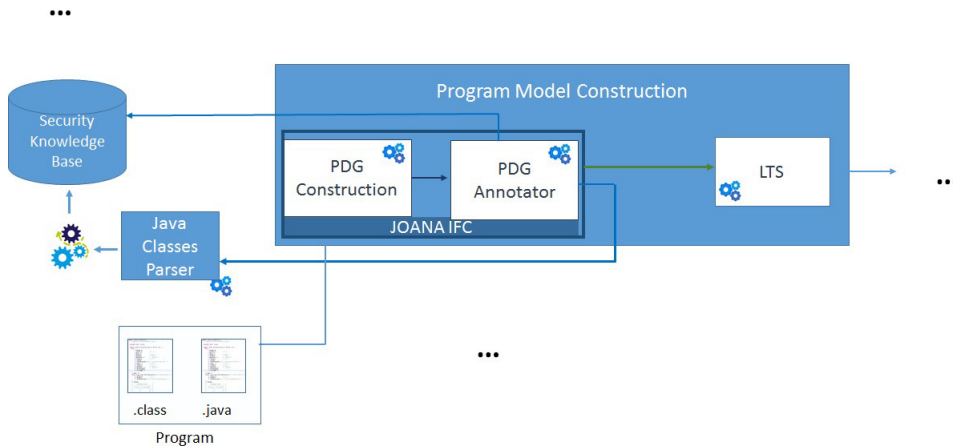 ...
Program Model Construction
Security
Knowledge
Base
PDG
Construction
PDG
Annotator
LTS
...
JOANA IFC
Java
Classes
Parser
...
.class
.java
Program